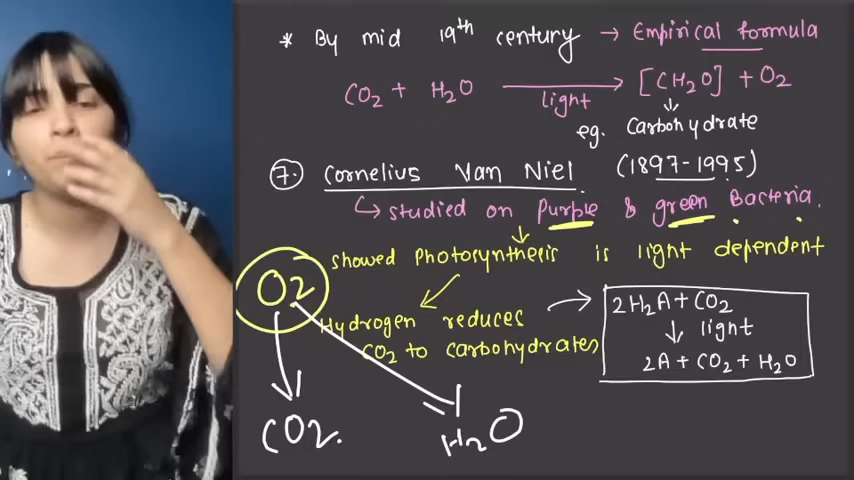 * By mid 19th century → Empirical formula
CO2 + H2O light → [CH2O] + O2
eg. Carbohydrate
7. Cornelius Van Niel (1897-1995)
↳ studied on Purple & green Bacteria.
showed Photosynthesis is light dependent
O2
Hydrogen reduces
CO2 to carbohydrates
2H2A + CO2
↓ light
2A + CO2 + H2O
CO2.
H2O